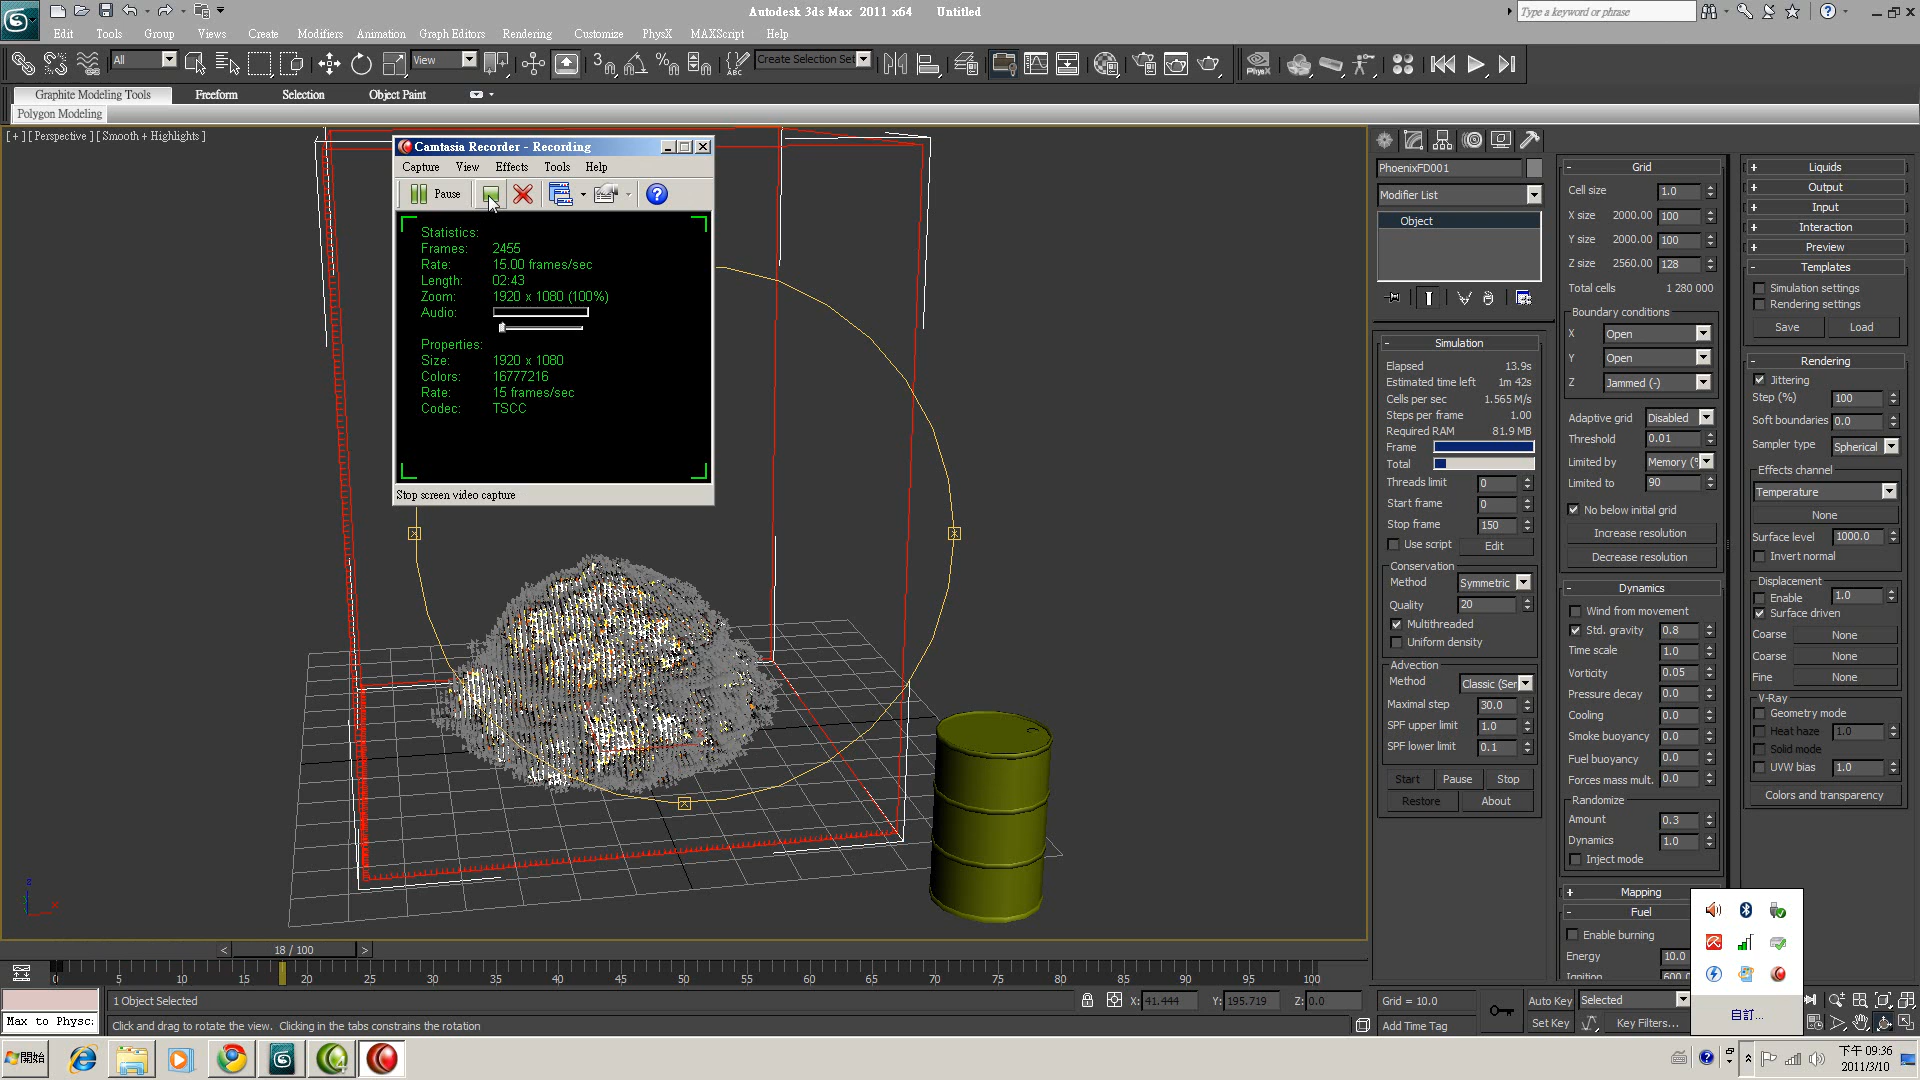 Autodesk 3ds Max 2011 x64 Untitled
Type a keyword or phrase
Edit Tools Group Views Create Modifiers Animation Graph Editors Rendering Customize PhysX MAXScript Help
All View Create Selection Set
Graphite Modeling Tools Freeform Selection Object Paint
Polygon Modeling
[ + ] [ Perspective ] [ Smooth + Highlights ]
Camtasia Recorder - Recording
Capture View Effects Tools Help
Pause
Statistics:
Frames: 2455
Rate: 15.00 frames/sec
Length: 02:43
Zoom: 1920 x 1080 (100%)
Audio:
Properties:
Size: 1920 x 1080
Colors: 16777216
Rate: 15 frames/sec
Codec: TSCC
Stop screen video capture
PhoenixFD001
Modifier List
Object
- Simulation
Elapsed 13.9s
Estimated time left 1m 42s
Cells per sec 1.565 M/s
Steps per frame 1.00
Required RAM 81.9 MB
Frame
Total
Threads limit 0
Start frame 0
Stop frame 150
Use script Edit
Conservation
Method Symmetric
Quality 20
Multithreaded
Uniform density
Advection
Method Classic (Ser
Maximal step 30.0
SPF upper limit 1.0
SPF lower limit 0.1
Start Pause Stop
Restore About
- Grid
Cell size 1.0
X size 2000.00 100
Y size 2000.00 100
Z size 2560.00 128
Total cells 1 280 000
Boundary conditions
X Open
Y Open
Z Jammed (-)
Adaptive grid Disabled
Threshold 0.01
Limited by Memory (%
Limited to 90
No below initial grid
Increase resolution
Decrease resolution
- Dynamics
Wind from movement
Std. gravity 0.8
Time scale 1.0
Vorticity 0.05
Pressure decay 0.0
Cooling 0.0
Smoke buoyancy 0.0
Fuel buoyancy 0.0
Forces mass mult. 0.0
Randomize
Amount 0.3
Dynamics 1.0
Inject mode
+ Mapping
- Fuel
Enable burning
Energy 10.0
Ignition 600.0
+ Liquids
+ Output
+ Input
+ Interaction
+ Preview
- Templates
Simulation settings
Rendering settings
Save Load
- Rendering
Jittering
Step (%) 100
Soft boundaries 0.0
Sampler type Spherical
Effects channel
Temperature
None
Surface level 1000.0
Invert normal
Displacement
Enable 1.0
Surface driven
Coarse None
Coarse None
Fine None
V-Ray
Geometry mode
Heat haze 1.0
Solid mode
UVW bias 1.0
Colors and transparency
自訂...
< 18 / 100 >
0 5 10 15 20 25 30 35 40 45 50 55 60 65 70 75 80 85 90 95 100
1 Object Selected X: 41.444 Y: 195.719 Z: 0.0 Grid = 10.0 Auto Key Selected
Max to Physc: Click and drag to rotate the view. Clicking in the tabs constrains the rotation Add Time Tag Set Key Key Filters...
開始
下午 09:36
2011/3/10